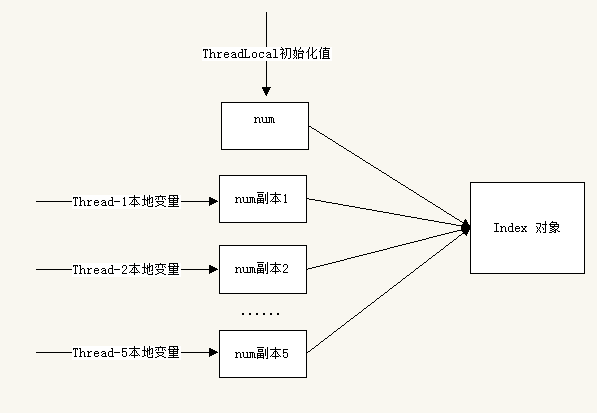 ThreadLocal初始化值
num
Thread-1本地变量
num副本1
Index 对象
Thread-2本地变量
num副本2
······
Thread-5本地变量
num副本5